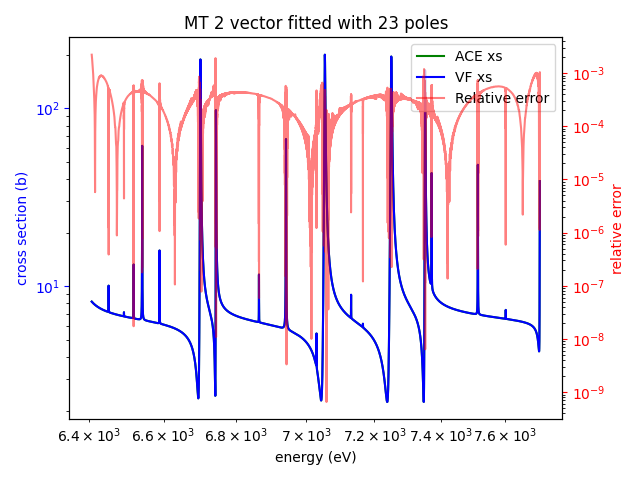 MT 2 vector fitted with 23 poles
ACE xs
VF xs
Relative error
cross section (b)
10²
10¹
relative error
10⁻³
10⁻⁴
10⁻⁵
10⁻⁶
10⁻⁷
10⁻⁸
10⁻⁹
6.4 × 10³ 6.6 × 10³ 6.8 × 10³ 7 × 10³ 7.2 × 10³ 7.4 × 10³ 7.6 × 10³
energy (eV)